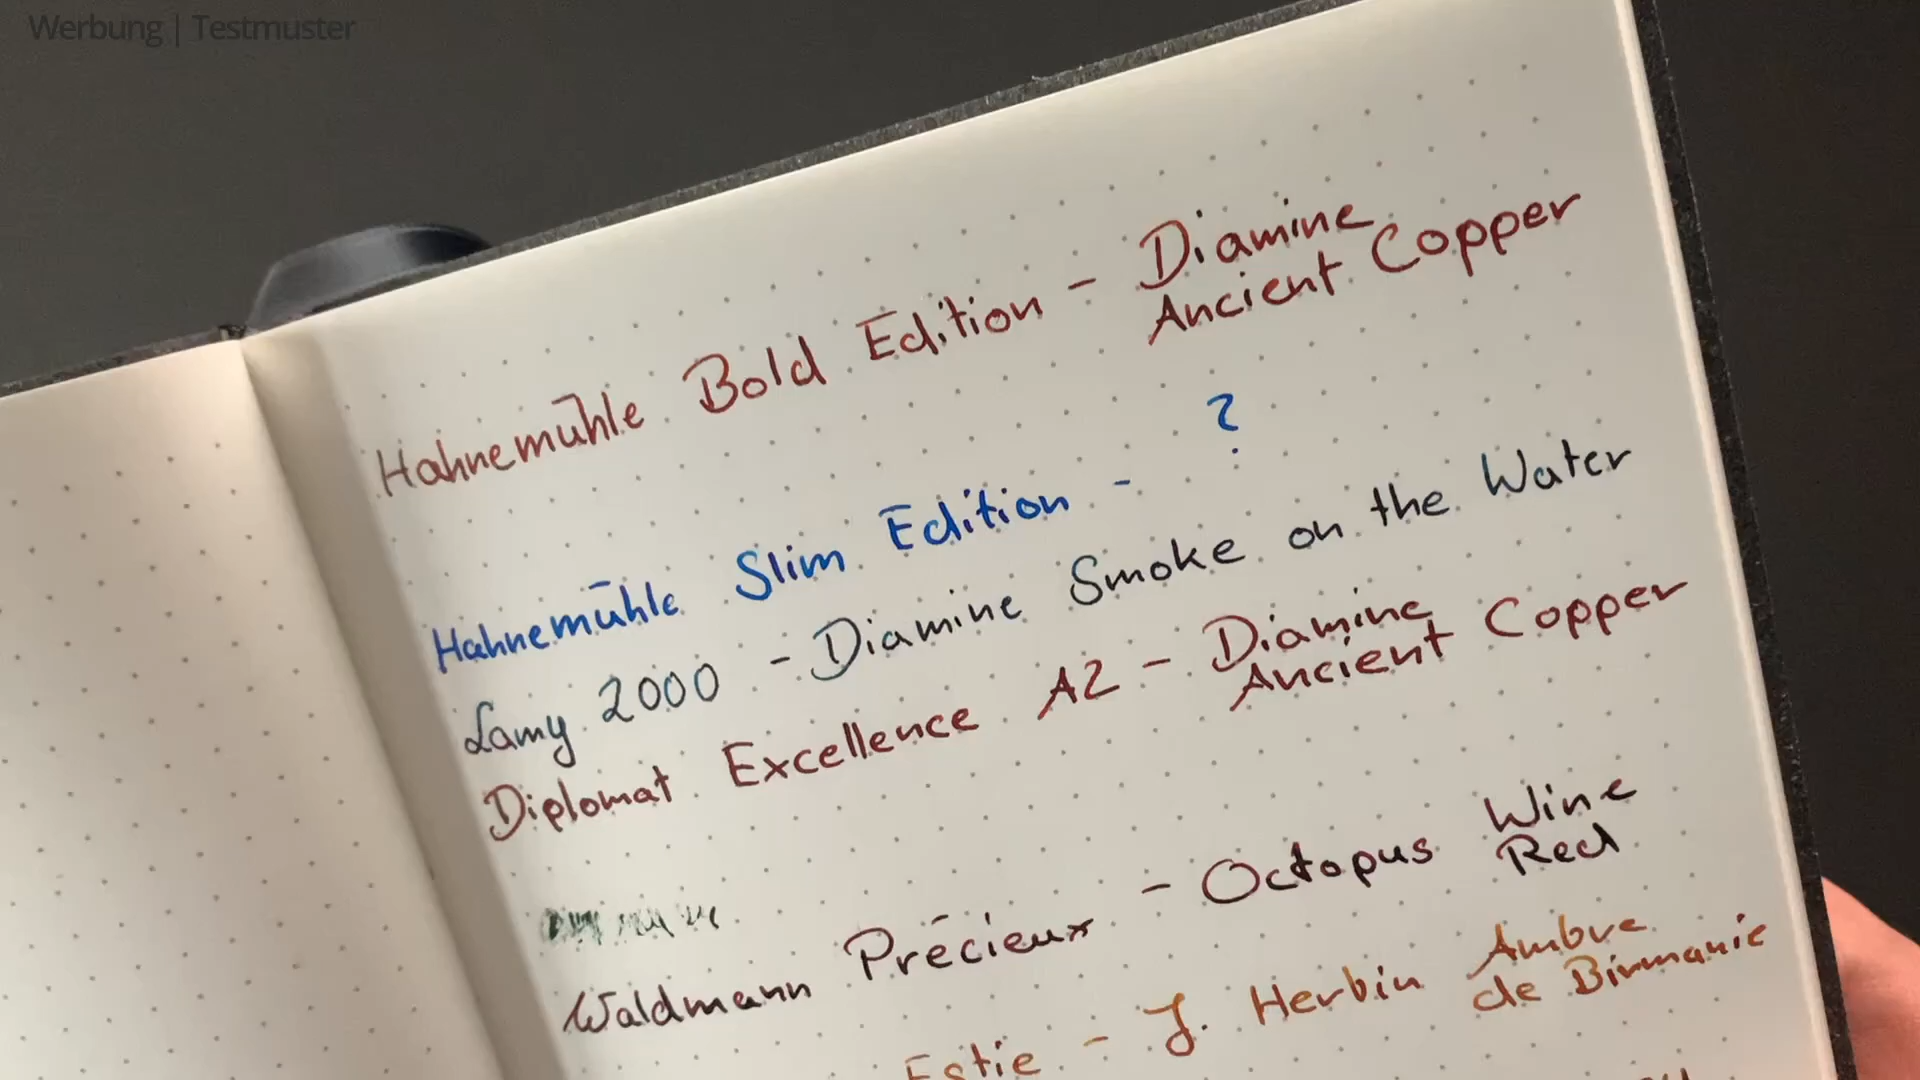 Werbung | Testmuster
Hahnemühle Bold Edition - Diamine
Ancient Copper
Hahnemühle Slim Edition - ?
Lamy 2000 - Diamine Smoke on the Water
Diplomat Excellence A2 - Diamine
Ancient Copper
Waldmann Précieux - Octopus Wine
Red
Estie - J. Herbin Ambre
de Birmanie